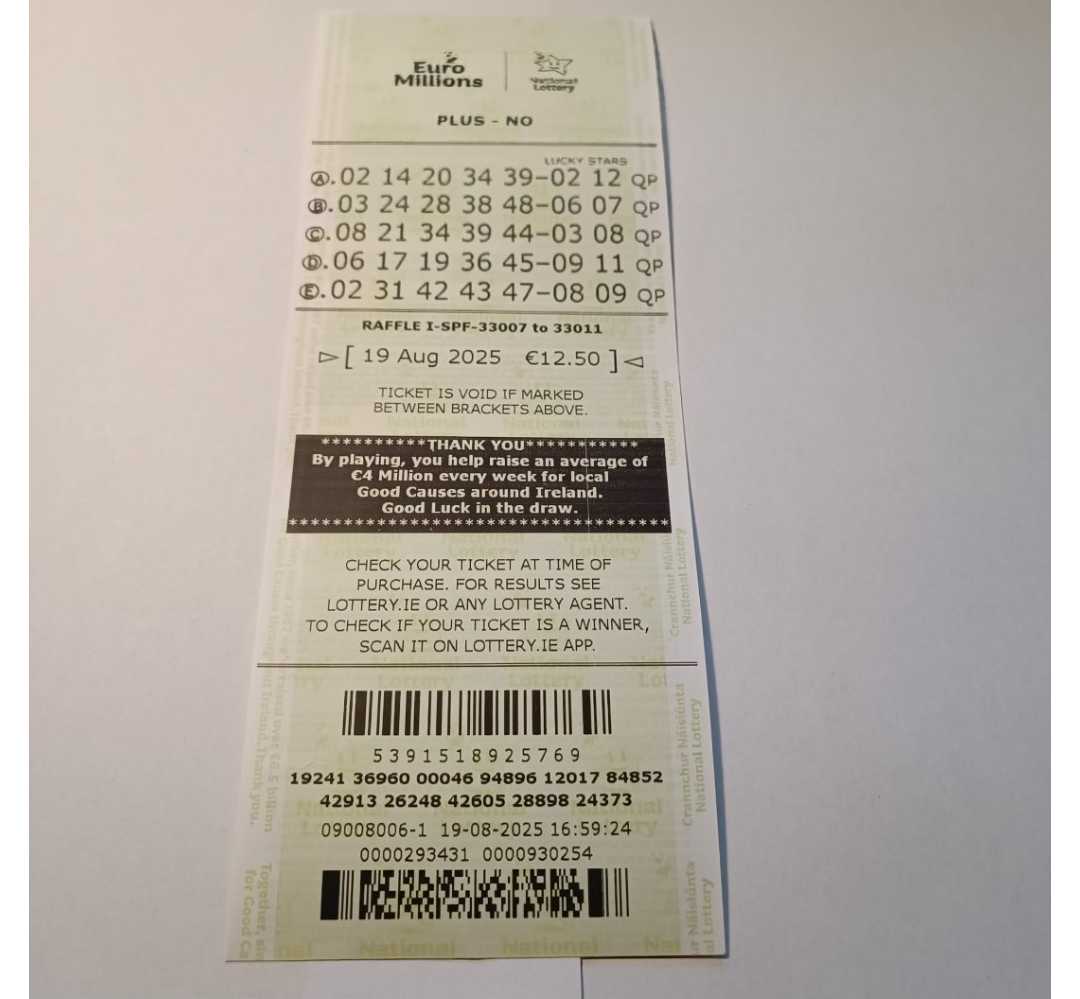 Euro
Millions
National
Lottery
PLUS - NO
LUCKY STARS
A.02 14 20 34 39-02 12 QP
B.03 24 28 38 48-06 07 QP
C.08 21 34 39 44-03 08 QP
D.06 17 19 36 45-09 11 QP
E.02 31 42 43 47-08 09 QP
RAFFLE I-SPF-33007 to 33011
[ 19 Aug 2025 €12.50 ]
TICKET IS VOID IF MARKED
BETWEEN BRACKETS ABOVE.
**********THANK YOU***********
By playing, you help raise an average of
€4 Million every week for local
Good Causes around Ireland.
Good Luck in the draw.
CHECK YOUR TICKET AT TIME OF
PURCHASE. FOR RESULTS SEE
LOTTERY.IE OR ANY LOTTERY AGENT.
TO CHECK IF YOUR TICKET IS A WINNER,
SCAN IT ON LOTTERY.IE APP.
5391518925769
19241 36960 00046 94896 12017 84852
42913 26248 42605 28898 24373
09008006-1 19-08-2025 16:59:24
0000293431 0000930254
Crannchur Náisiúnta
National Lottery
National National